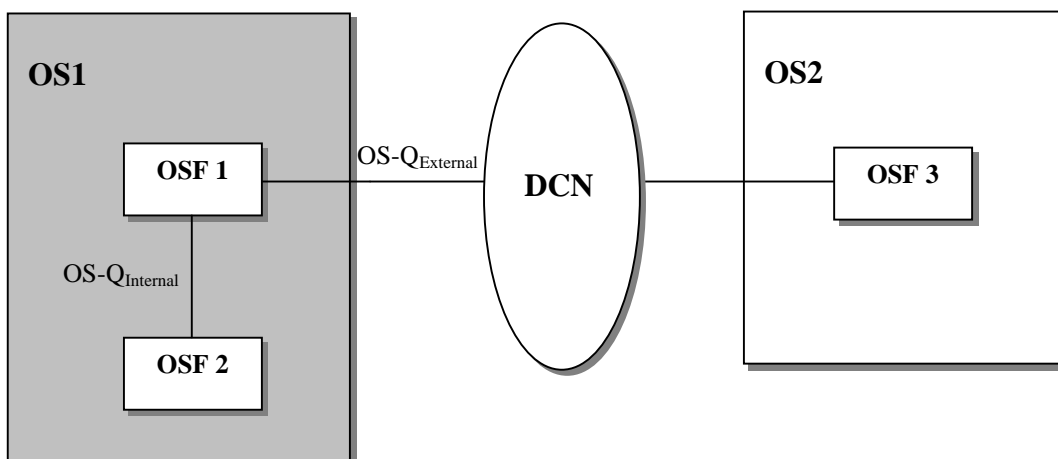 OS1
OS2
OSF 1
OS-QExternal
DCN
OSF 3
OS-QInternal
OSF 2